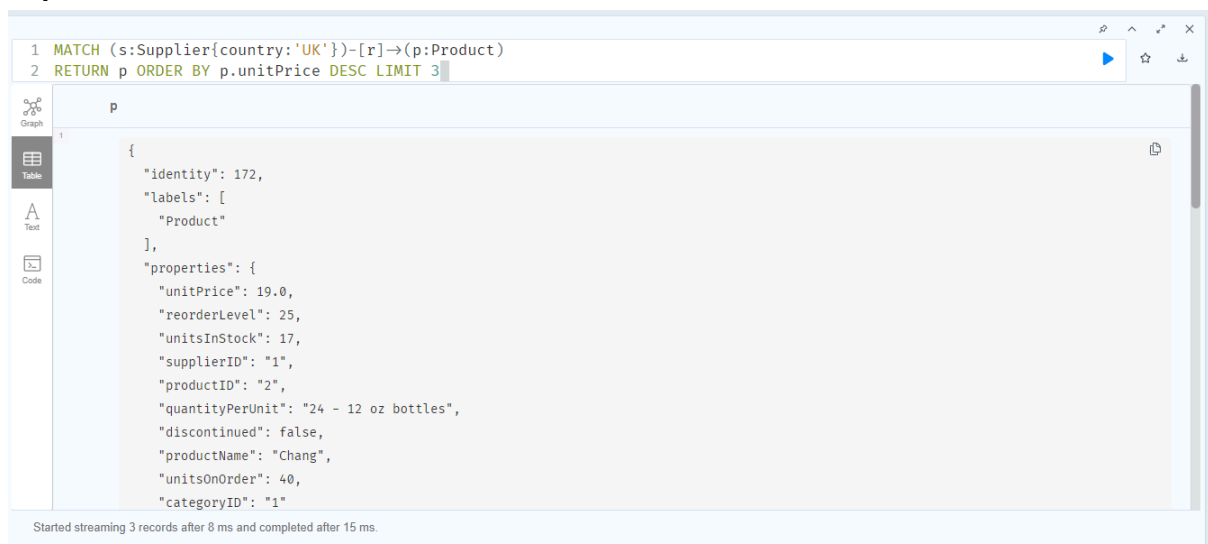 1 MATCH (s:Supplier{country:'UK'})-[r]→(p:Product)
2 RETURN p ORDER BY p.unitPrice DESC LIMIT 3
Graph
Table
Text
Code
p
1
{
"identity": 172,
"labels": [
"Product"
],
"properties": {
"unitPrice": 19.0,
"reorderLevel": 25,
"unitsInStock": 17,
"supplierID": "1",
"productID": "2",
"quantityPerUnit": "24 - 12 oz bottles",
"discontinued": false,
"productName": "Chang",
"unitsOnOrder": 40,
"categoryID": "1"
Started streaming 3 records after 8 ms and completed after 15 ms.